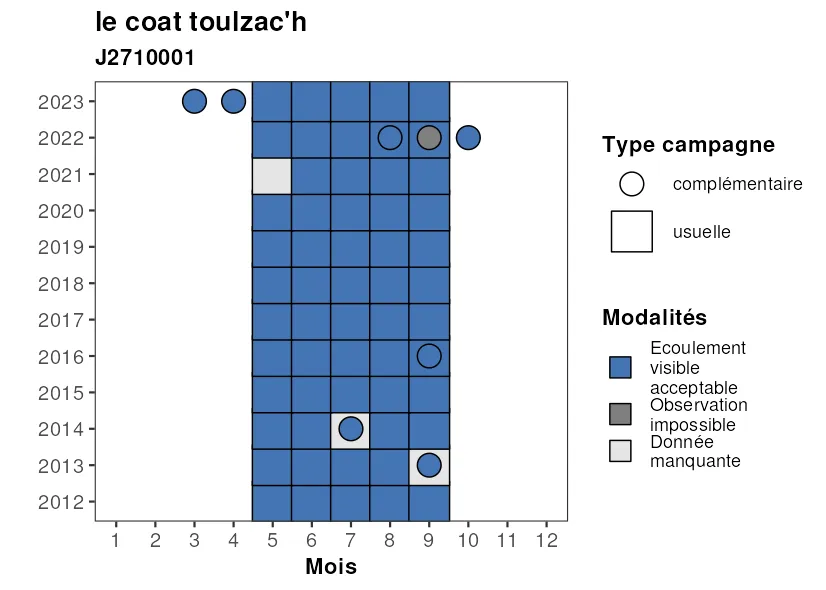 le coat toulzac'h
J2710001
2023
2022
2021
2020
2019
2018
2017
2016
2015
2014
2013
2012
1 2 3 4 5 6 7 8 9 10 11 12
Mois
Type campagne
complémentaire
usuelle
Modalités
Ecoulement
visible
acceptable
Observation
impossible
Donnée
manquante